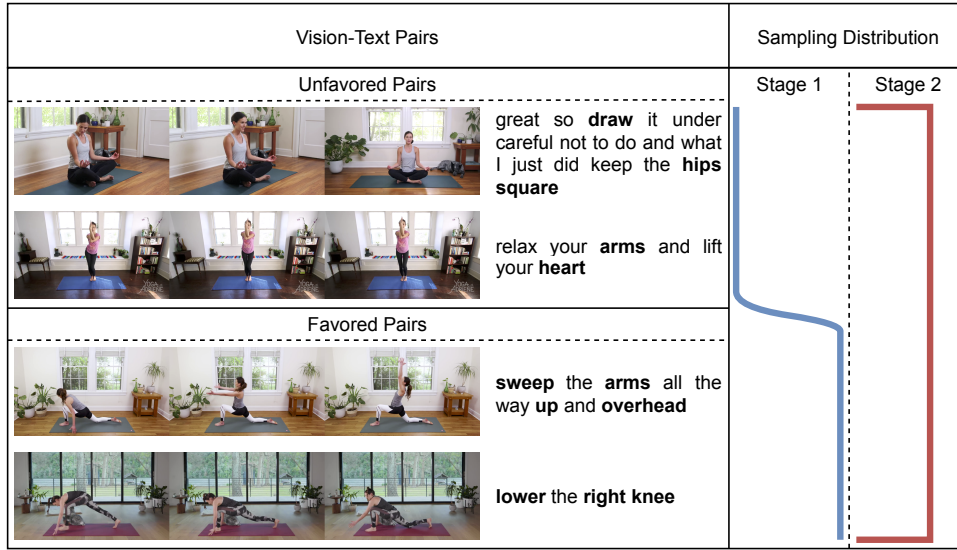 Vision-Text Pairs
Sampling Distribution
Unfavored Pairs
Stage 1
Stage 2
great so draw it under
careful not to do and what
I just did keep the hips
square
relax your arms and lift
your heart
Favored Pairs
sweep the arms all the
way up and overhead
lower the right knee